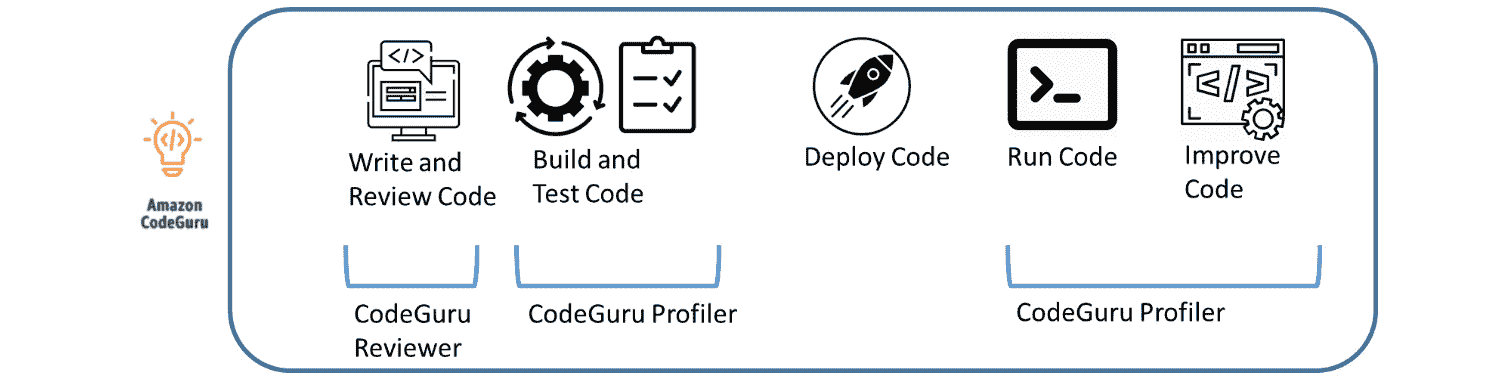 Amazon
CodeGuru
</>
Write and
Review Code
Build and
Test Code
Deploy Code
>_
Run Code
</>
Improve
Code
CodeGuru
Reviewer
CodeGuru Profiler
CodeGuru Profiler